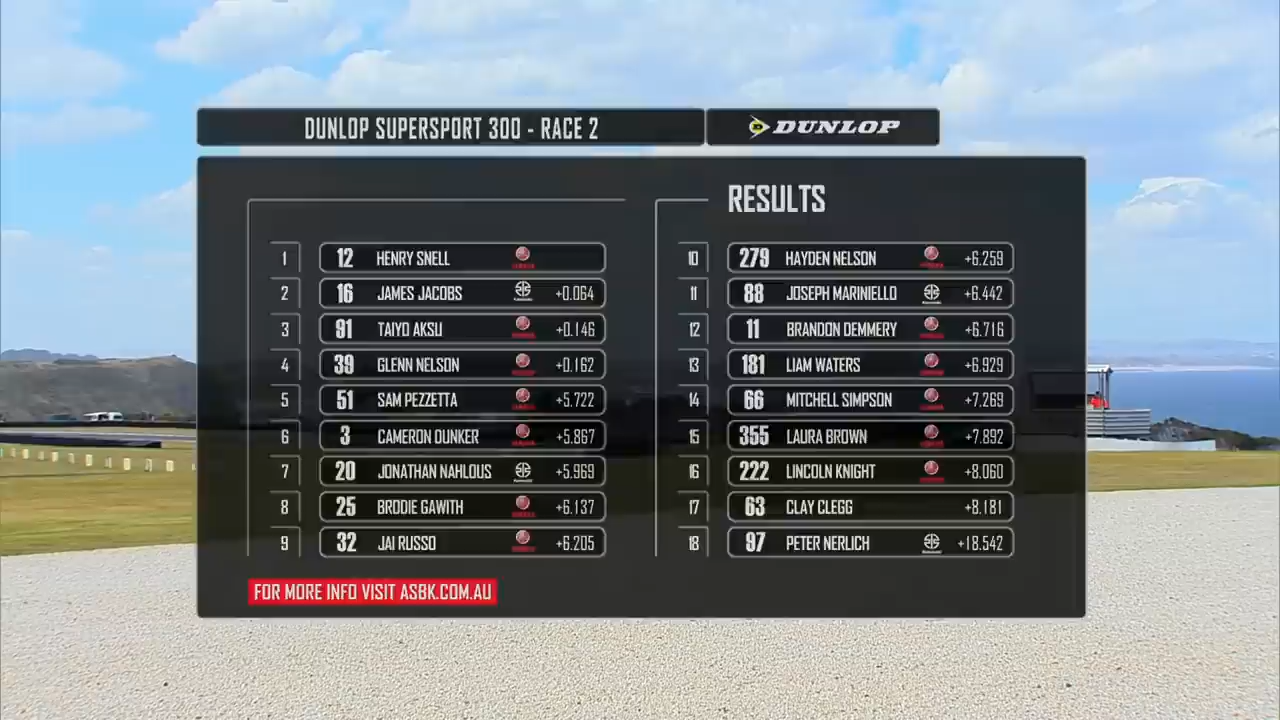 DUNLOP SUPERSPORT 300 - RACE 2
DUNLOP
RESULTS
1 12 HENRY SNELL
2 16 JAMES JACOBS +0.064
3 91 TAIYO AKSU +0.146
4 39 GLENN NELSON +0.162
5 51 SAM PEZZETTA +5.722
6 3 CAMERON DUNKER +5.867
7 20 JONATHAN NAHLOUS +5.969
8 25 BRODIE GAWITH +6.137
9 32 JAI RUSSO +6.205
10 279 HAYDEN NELSON +6.259
11 88 JOSEPH MARINIELLO +6.442
12 11 BRANDON DEMMERY +6.716
13 181 LIAM WATERS +6.929
14 66 MITCHELL SIMPSON +7.269
15 355 LAURA BROWN +7.892
16 222 LINCOLN KNIGHT +8.060
17 63 CLAY CLEGG +8.181
18 97 PETER NERLICH +18.542
FOR MORE INFO VISIT ASBK.COM.AU